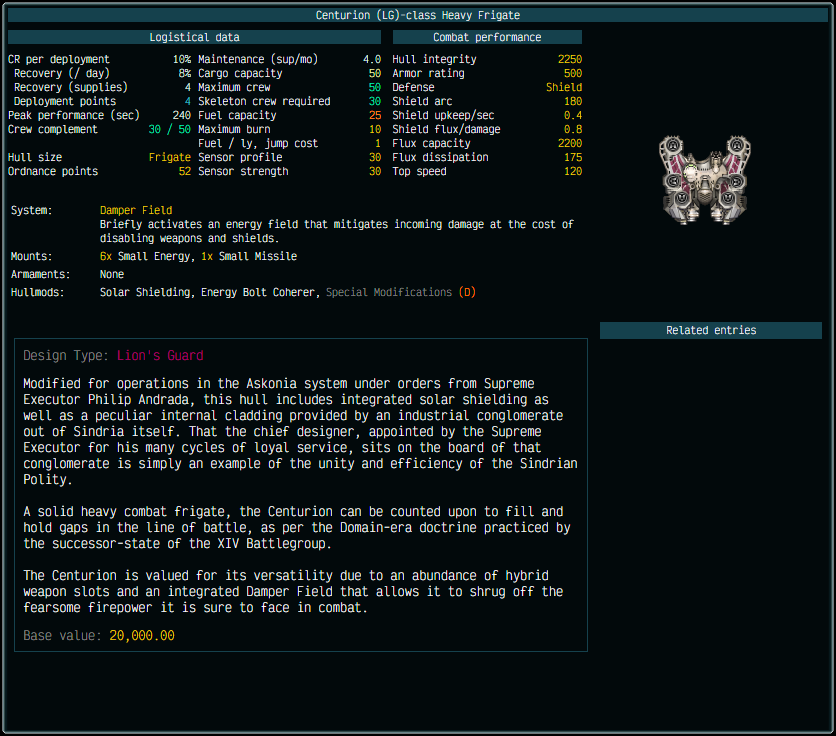 Centurion (LG)-class Heavy Frigate
Logistical data
CR per deployment 10% Maintenance (sup/mo) 4.0
Recovery (/ day) 8% Cargo capacity 50
Recovery (supplies) 4 Maximum crew 50
Deployment points 4 Skeleton crew required 30
Peak performance (sec) 240 Fuel capacity 25
Crew complement 30 / 50 Maximum burn 10
Fuel / ly, jump cost 1
Hull size Frigate Sensor profile 30
Ordnance points 52 Sensor strength 30
Combat performance
Hull integrity 2250
Armor rating 500
Defense Shield
Shield arc 180
Shield upkeep/sec 0.4
Shield flux/damage 0.8
Flux capacity 2200
Flux dissipation 175
Top speed 120
System: Damper Field
Briefly activates an energy field that mitigates incoming damage at the cost of
disabling weapons and shields.
Mounts: 6x Small Energy, 1x Small Missile
Armaments: None
Hullmods: Solar Shielding, Energy Bolt Coherer, Special Modifications (D)
Related entries
Design Type: Lion's Guard
Modified for operations in the Askonia system under orders from Supreme
Executor Philip Andrada, this hull includes integrated solar shielding as
well as a peculiar internal cladding provided by an industrial conglomerate
out of Sindria itself. That the chief designer, appointed by the Supreme
Executor for his many cycles of loyal service, sits on the board of that
conglomerate is simply an example of the unity and efficiency of the Sindrian
Polity.
A solid heavy combat frigate, the Centurion can be counted upon to fill and
hold gaps in the line of battle, as per the Domain-era doctrine practiced by
the successor-state of the XIV Battlegroup.
The Centurion is valued for its versatility due to an abundance of hybrid
weapon slots and an integrated Damper Field that allows it to shrug off the
fearsome firepower it is sure to face in combat.
Base value: 20,000.00